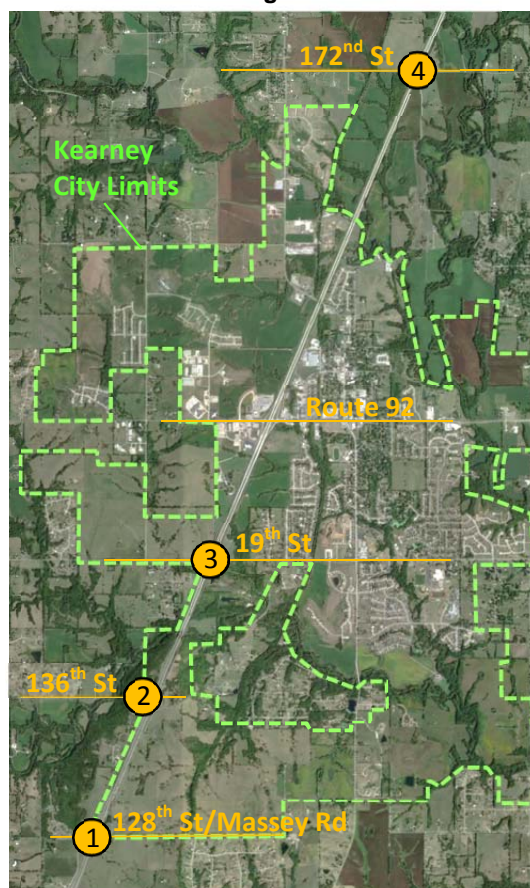 172nd St
4
Kearney
City Limits
Route 92
3
19th St
136th St
2
1
128th St/Massey Rd